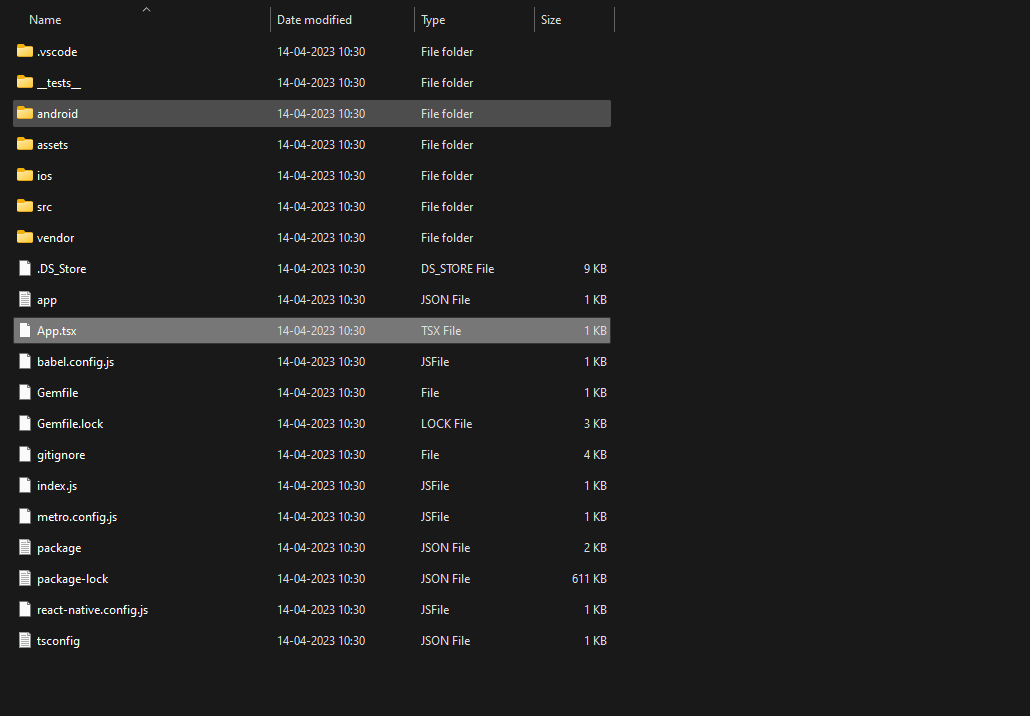 Name Date modified Type Size
.vscode 14-04-2023 10:30 File folder
__tests__ 14-04-2023 10:30 File folder
android 14-04-2023 10:30 File folder
assets 14-04-2023 10:30 File folder
ios 14-04-2023 10:30 File folder
src 14-04-2023 10:30 File folder
vendor 14-04-2023 10:30 File folder
.DS_Store 14-04-2023 10:30 DS_STORE File 9 KB
app 14-04-2023 10:30 JSON File 1 KB
App.tsx 14-04-2023 10:30 TSX File 1 KB
babel.config.js 14-04-2023 10:30 JSFile 1 KB
Gemfile 14-04-2023 10:30 File 1 KB
Gemfile.lock 14-04-2023 10:30 LOCK File 3 KB
gitignore 14-04-2023 10:30 File 4 KB
index.js 14-04-2023 10:30 JSFile 1 KB
metro.config.js 14-04-2023 10:30 JSFile 1 KB
package 14-04-2023 10:30 JSON File 2 KB
package-lock 14-04-2023 10:30 JSON File 611 KB
react-native.config.js 14-04-2023 10:30 JSFile 1 KB
tsconfig 14-04-2023 10:30 JSON File 1 KB